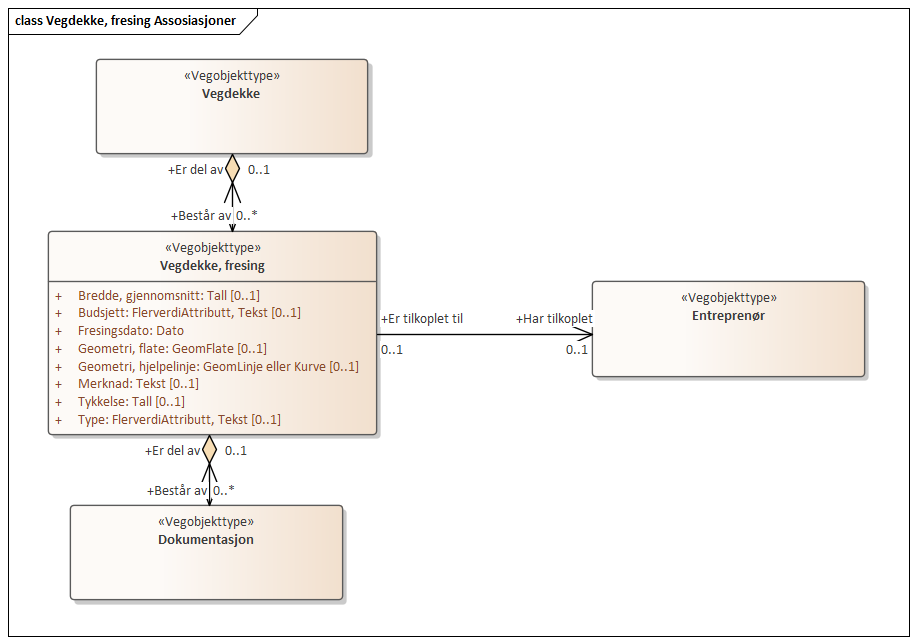 class Vegdekke, fresing Assosiasjoner
«Vegobjekttype»
Vegdekke
+Er del av 0..1
+Består av 0..*
«Vegobjekttype»
Vegdekke, fresing
+ Bredde, gjennomsnitt: Tall [0..1]
+ Budsjett: FlerverdiAttributt, Tekst [0..1]
+ Fresingsdato: Dato
+ Geometri, flate: GeomFlate [0..1]
+ Geometri, hjelpelinje: GeomLinje eller Kurve [0..1]
+ Merknad: Tekst [0..1]
+ Tykkelse: Tall [0..1]
+ Type: FlerverdiAttributt, Tekst [0..1]
+Er tilkoplet til +Har tilkoplet
0..1 0..1
«Vegobjekttype»
Entreprenør
+Er del av 0..1
+Består av 0..*
«Vegobjekttype»
Dokumentasjon